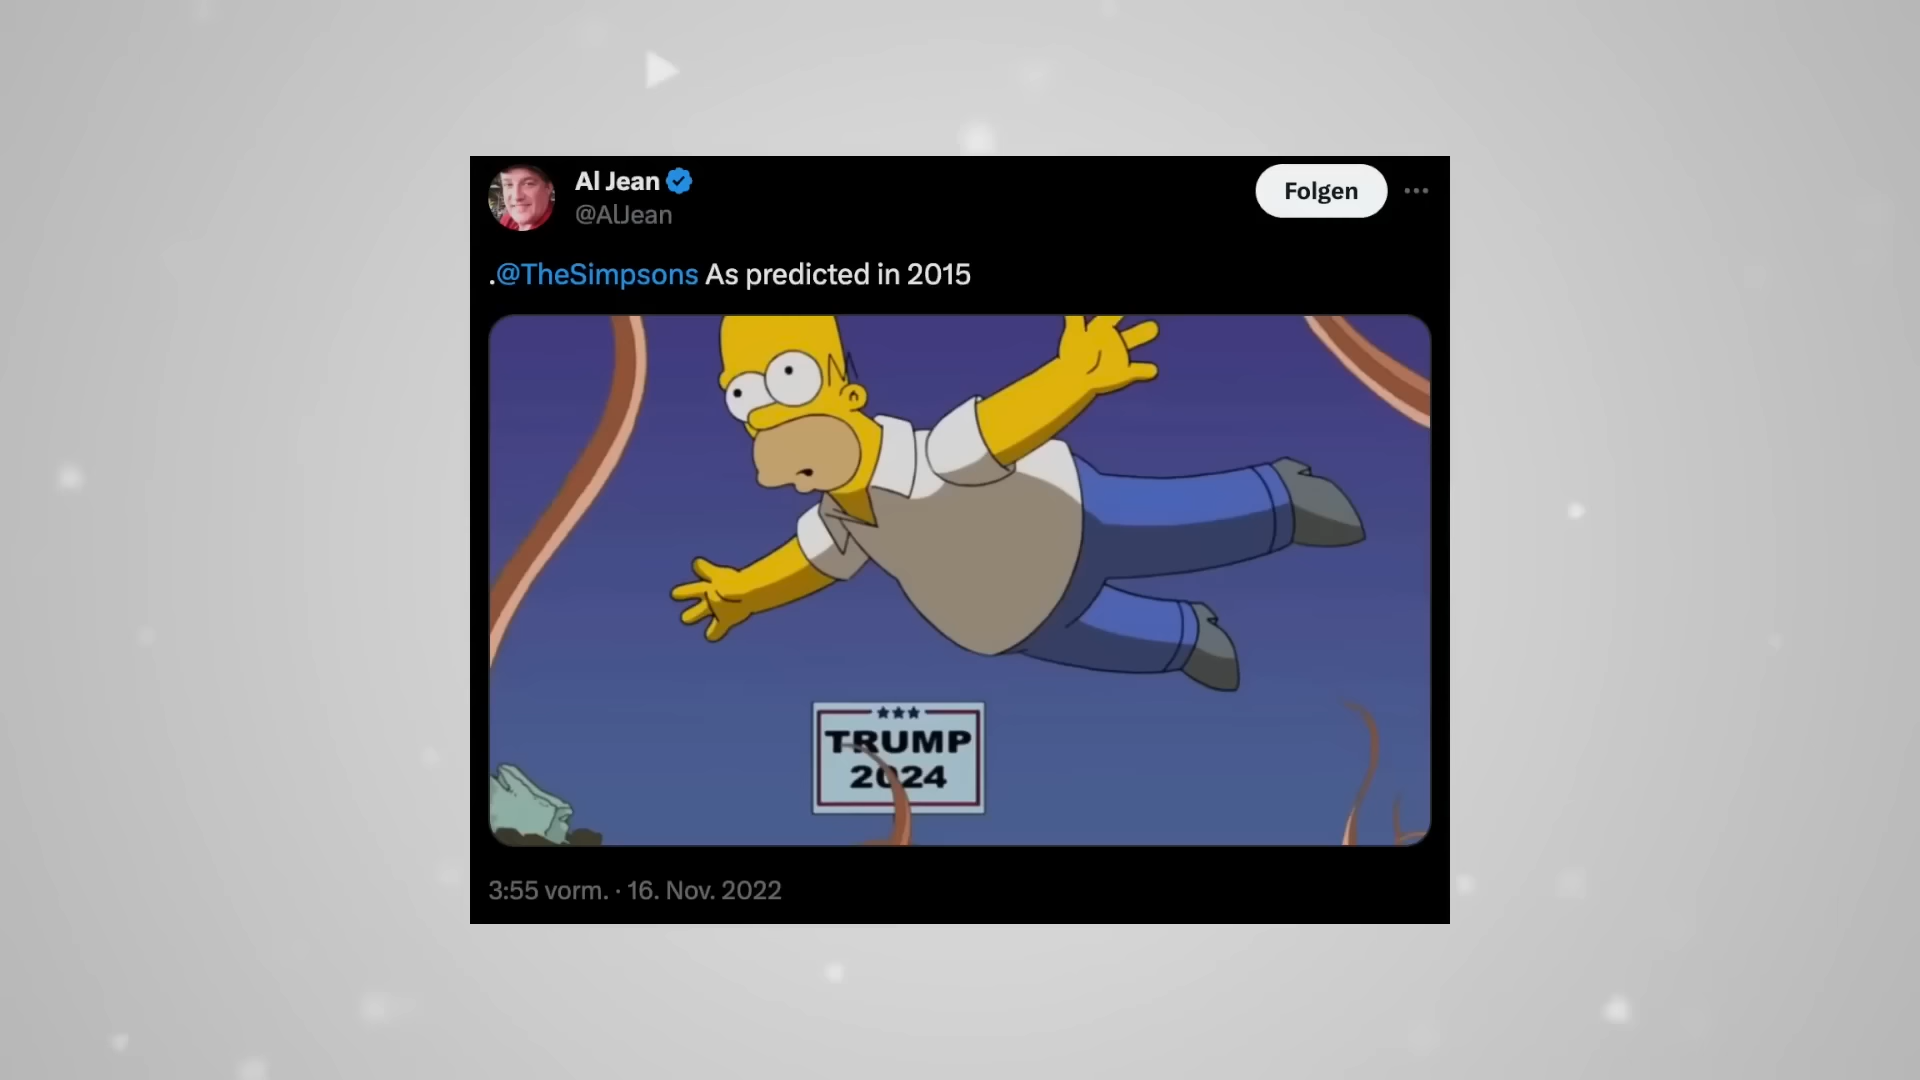 Al Jean
@AlJean
Folgen
.@TheSimpsons As predicted in 2015
TRUMP
2024
3:55 vorm. · 16. Nov. 2022